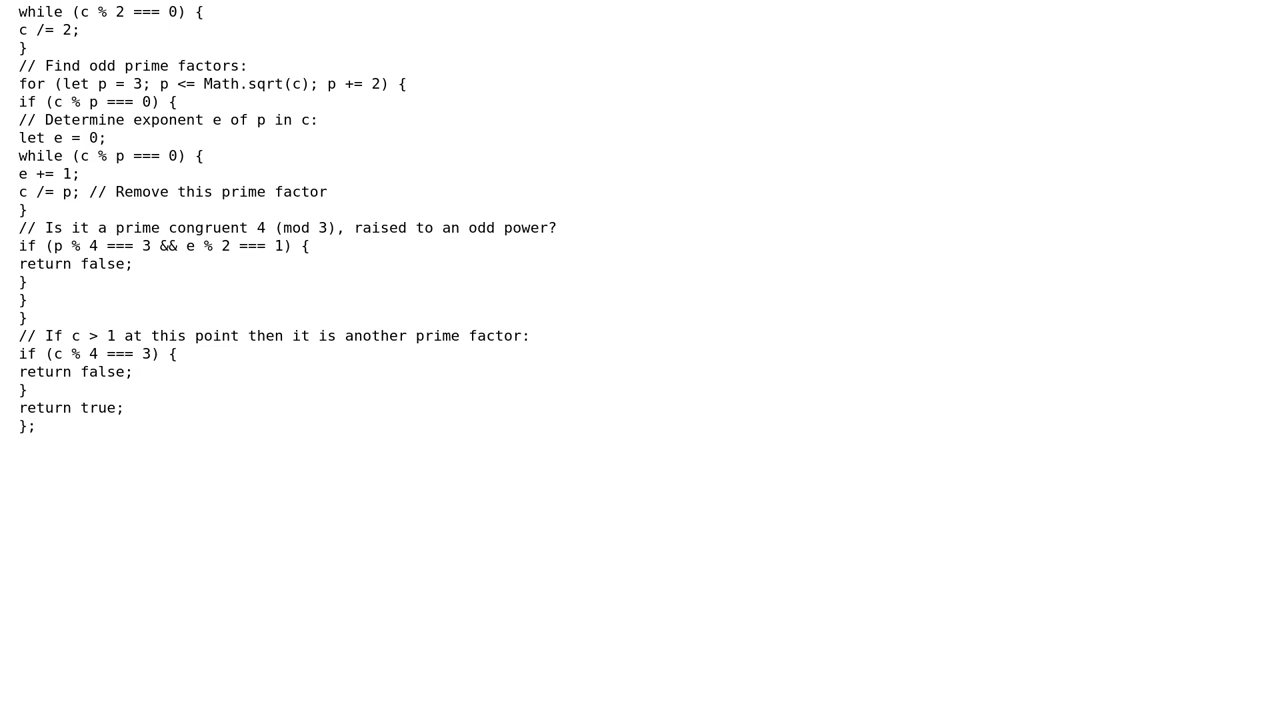 while (c % 2 === 0) {
c /= 2;
}
// Find odd prime factors:
for (let p = 3; p <= Math.sqrt(c); p += 2) {
if (c % p === 0) {
// Determine exponent e of p in c:
let e = 0;
while (c % p === 0) {
e += 1;
c /= p; // Remove this prime factor
}
// Is it a prime congruent 4 (mod 3), raised to an odd power?
if (p % 4 === 3 && e % 2 === 1) {
return false;
}
}
}
// If c > 1 at this point then it is another prime factor:
if (c % 4 === 3) {
return false;
}
return true;
};